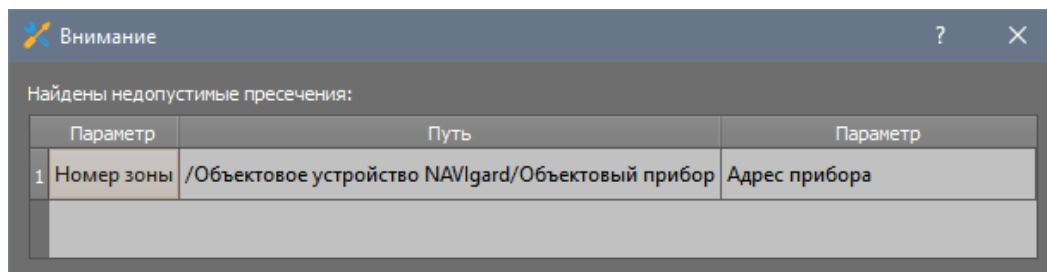 Внимание
?
Найдены недопустимые пресечения:
Параметр Путь Параметр
1 Номер зоны /Объектовое устройство NAVIgard/Объектовый прибор Адрес прибора